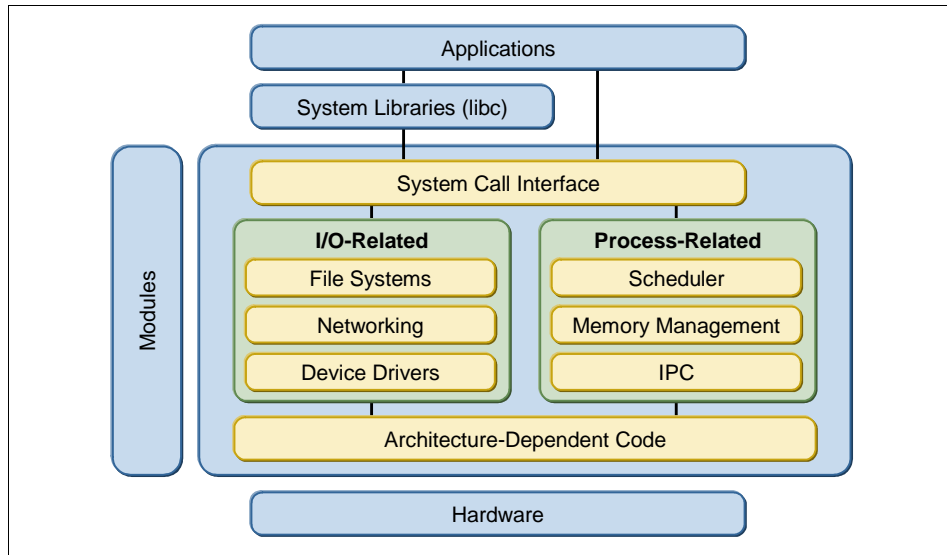 Applications
System Libraries (libc)
System Call Interface
Modules
I/O-Related
File Systems
Networking
Device Drivers
Process-Related
Scheduler
Memory Management
IPC
Architecture-Dependent Code
Hardware